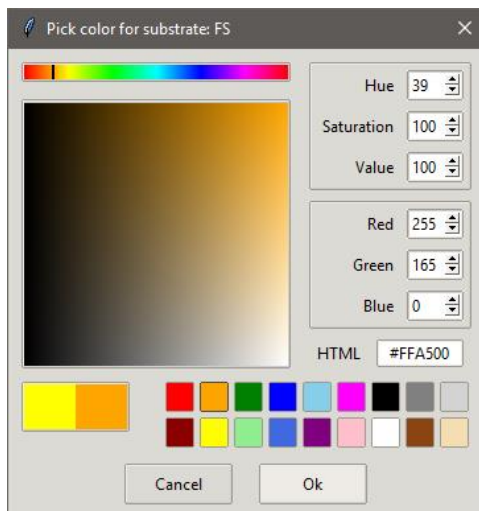 Pick color for substrate: FS
Hue 39
Saturation 100
Value 100
Red 255
Green 165
Blue 0
HTML #FFA500
Cancel Ok